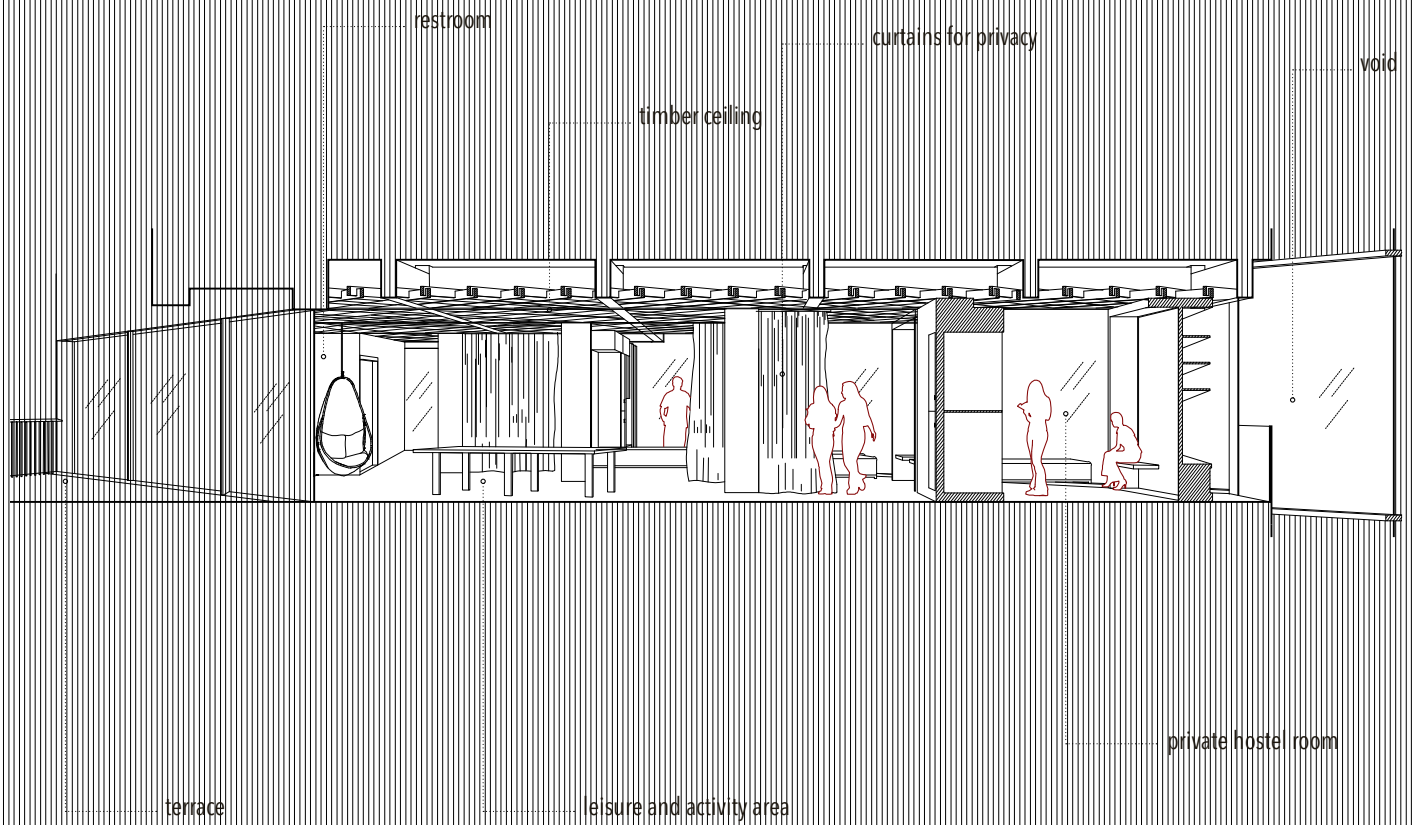 restroom
curtains for privacy
void
timber ceiling
private hostel room
terrace
leisure and activity area